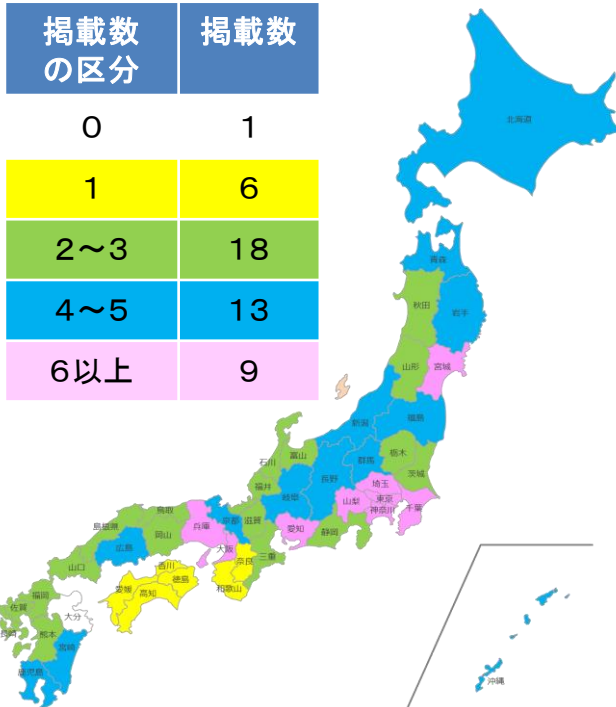 掲載数
の区分
掲載数
0
1
1
6
2～3
18
4～5
13
6以上
9
北海道
青森
秋田
岩手
山形
宮城
新潟
福島
石川
富山
栃木
群馬
福井
長野
茨城
岐阜
埼玉
山梨
東京
神奈川
千葉
鳥取
京都
滋賀
島根県
兵庫
愛知
静岡
岡山
広島
大阪
三重
奈良
山口
香川
徳島
愛媛
高知
和歌山
福岡
佐賀
大分
長崎
熊本
宮崎
鹿児島
沖縄